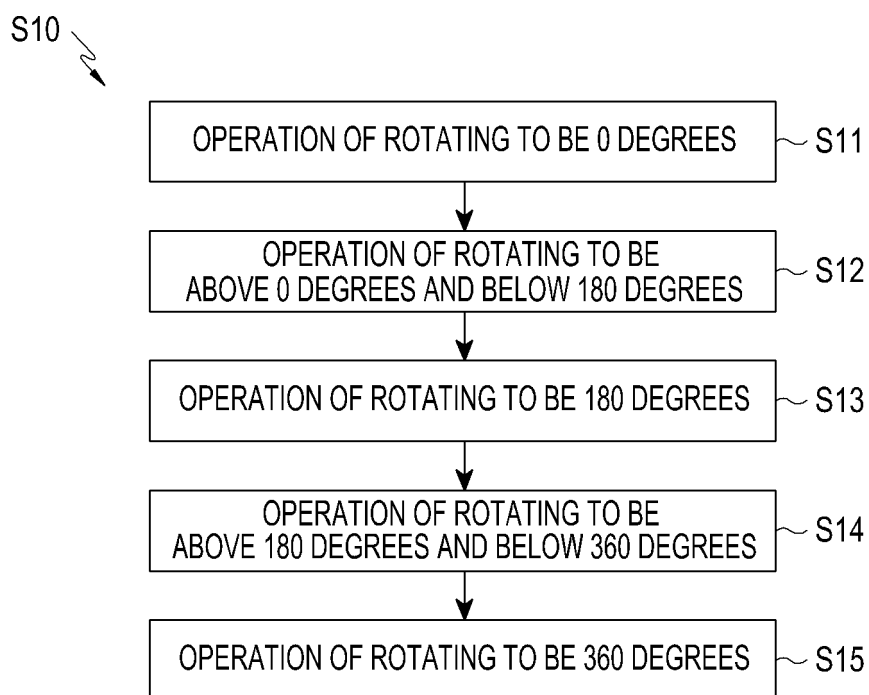 S10
OPERATION OF ROTATING TO BE 0 DEGREES
S11
OPERATION OF ROTATING TO BE
ABOVE 0 DEGREES AND BELOW 180 DEGREES
S12
OPERATION OF ROTATING TO BE 180 DEGREES
S13
OPERATION OF ROTATING TO BE
ABOVE 180 DEGREES AND BELOW 360 DEGREES
S14
OPERATION OF ROTATING TO BE 360 DEGREES
S15